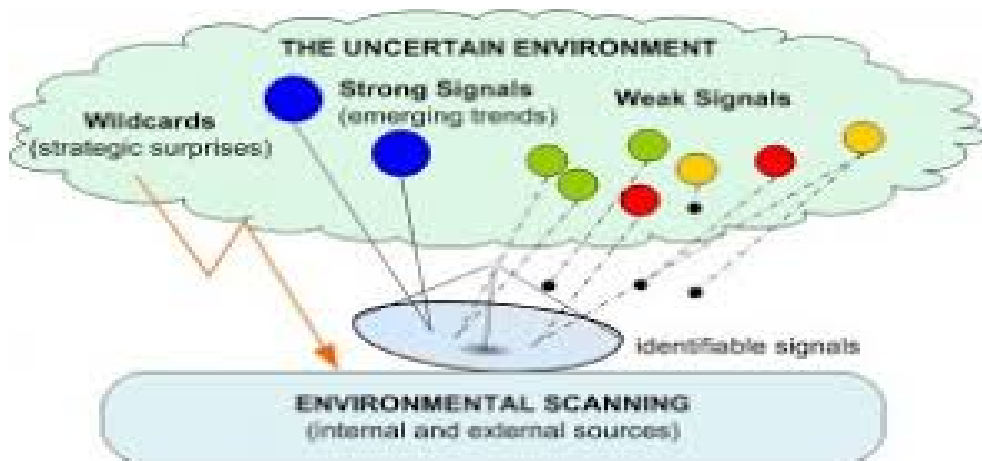 THE UNCERTAIN ENVIRONMENT
Strong Signals
(emerging trends)
Weak Signals
Wildcards
(strategic surprises)
identifiable signals
ENVIRONMENTAL SCANNING
(internal and external sources)